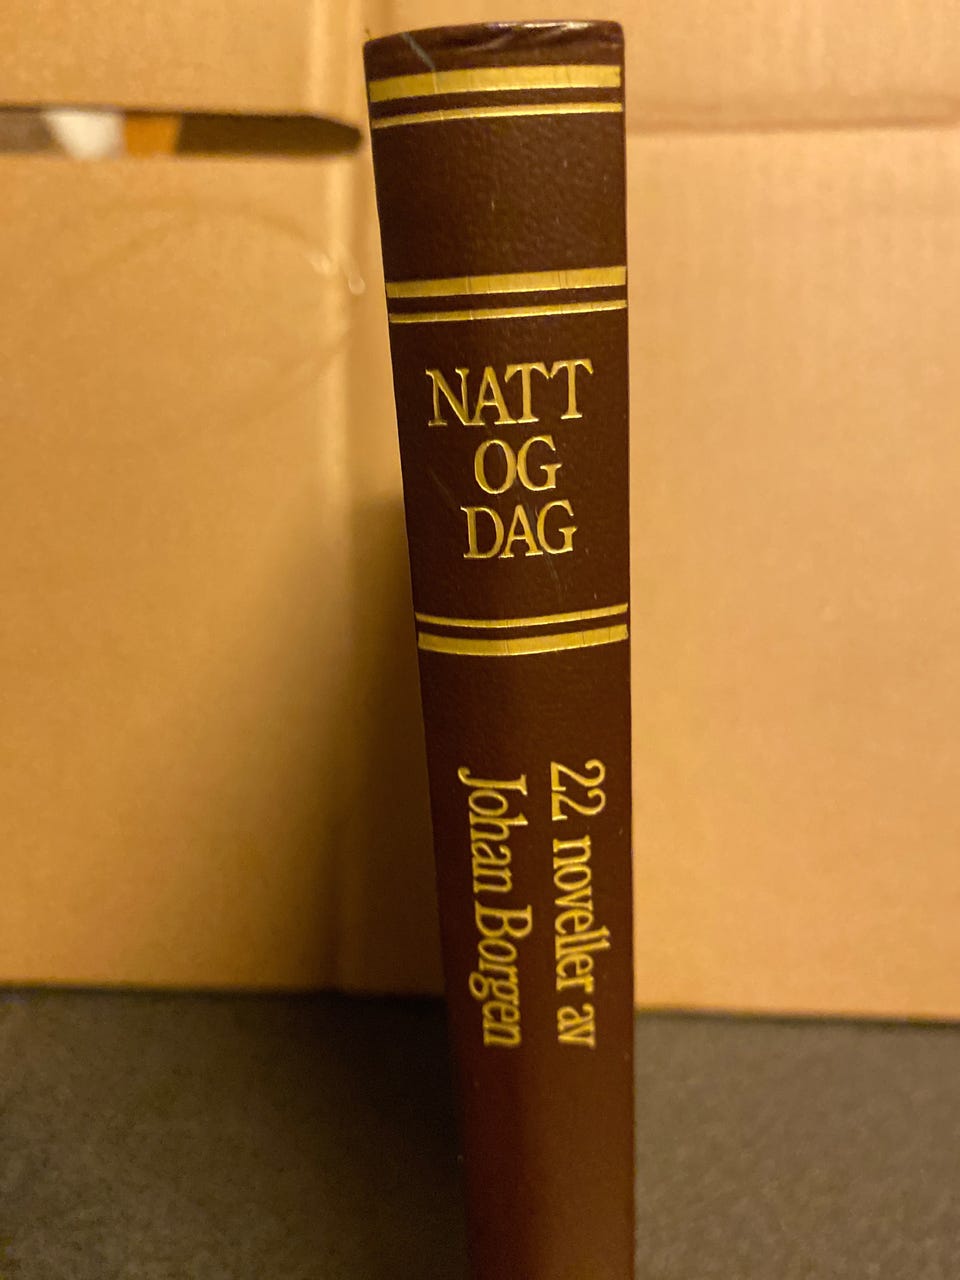 NATT
OG
DAG
22 noveller av
Johan Borgen